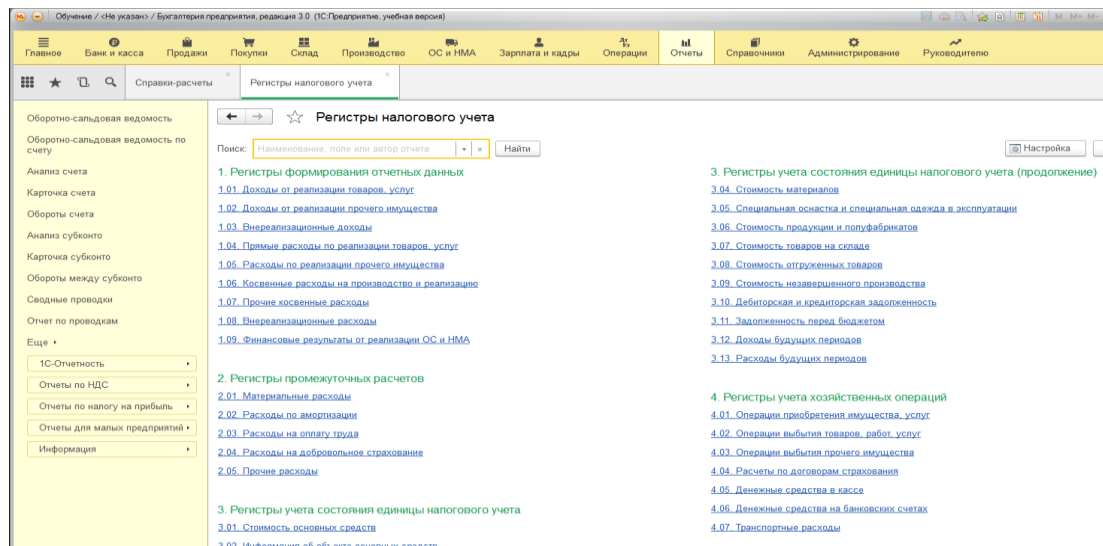 Обучение / <Не указан> / Бухгалтерия предприятия, редакция 3.0 (1С:Предприятие, учебная версия)
M M+ M-
Главное Банк и касса Продажи Покупки Склад Производство ОС и НМА Зарплата и кадры Операции Отчеты Справочники Администрирование Руководителю
Справки-расчеты × Регистры налогового учета ×
Оборотно-сальдовая ведомость
Оборотно-сальдовая ведомость по
счету
Анализ счета
Карточка счета
Обороты счета
Анализ субконто
Карточка субконто
Обороты между субконто
Сводные проводки
Отчет по проводкам
Еще
1С-Отчетность
Отчеты по НДС
Отчеты по налогу на прибыль
Отчеты для малых предприятий
Информация
Регистры налогового учета
Поиск: Наименование, поле или автор отчета × Найти
Настройка
1. Регистры формирования отчетных данных
1.01. Доходы от реализации товаров, услуг
1.02. Доходы от реализации прочего имущества
1.03. Внереализационные доходы
1.04. Прямые расходы по реализации товаров, услуг
1.05. Расходы по реализации прочего имущества
1.06. Косвенные расходы на производство и реализацию
1.07. Прочие косвенные расходы
1.08. Внереализационные расходы
1.09. Финансовые результаты от реализации ОС и НМА
2. Регистры промежуточных расчетов
2.01. Материальные расходы
2.02. Расходы по амортизации
2.03. Расходы на оплату труда
2.04. Расходы на добровольное страхование
2.05. Прочие расходы
3. Регистры учета состояния единицы налогового учета
3.01. Стоимость основных средств
3.02. Информация об объекте основных средств
3. Регистры учета состояния единицы налогового учета (продолжение)
3.04. Стоимость материалов
3.05. Специальная оснастка и специальная одежда в эксплуатации
3.06. Стоимость продукции и полуфабрикатов
3.07. Стоимость товаров на складе
3.08. Стоимость отгруженных товаров
3.09. Стоимость незавершенного производства
3.10. Дебиторская и кредиторская задолженность
3.11. Задолженность перед бюджетом
3.12. Доходы будущих периодов
3.13. Расходы будущих периодов
4. Регистры учета хозяйственных операций
4.01. Операции приобретения имущества, услуг
4.02. Операции выбытия товаров, работ, услуг
4.03. Операции выбытия прочего имущества
4.04. Расчеты по договорам страхования
4.05. Денежные средства в кассе
4.06. Денежные средства на банковских счетах
4.07. Транспортные расходы